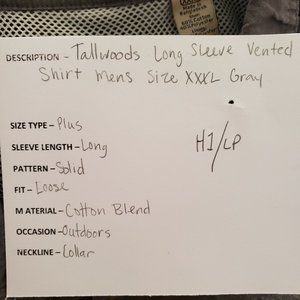 DESCRIPTION - Tallwoods Long Sleeve Vented
Shirt Mens Size XXXL Gray
SIZE TYPE - Plus
SLEEVE LENGTH - Long
H1/LP
PATTERN - Solid
FIT - Loose
MATERIAL - Cotton Blend
OCCASION - Outdoors
NECKLINE - Collar